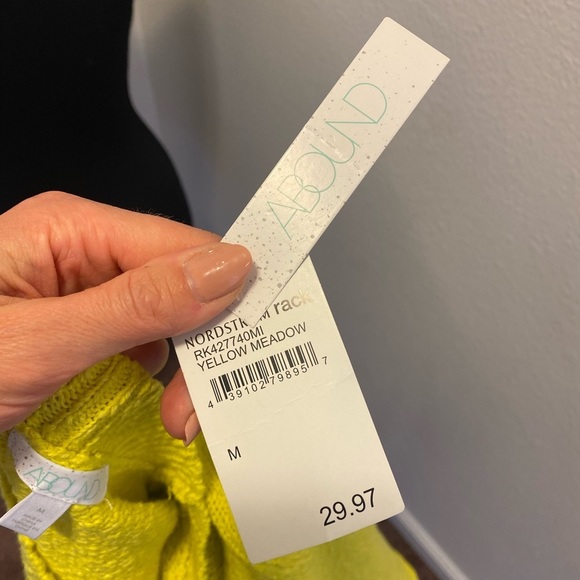 ABOUND
NORDSTROM rack
RK427740MI
YELLOW MEADOW
4 39102 79895 7
M
29.97
ABOUND
M